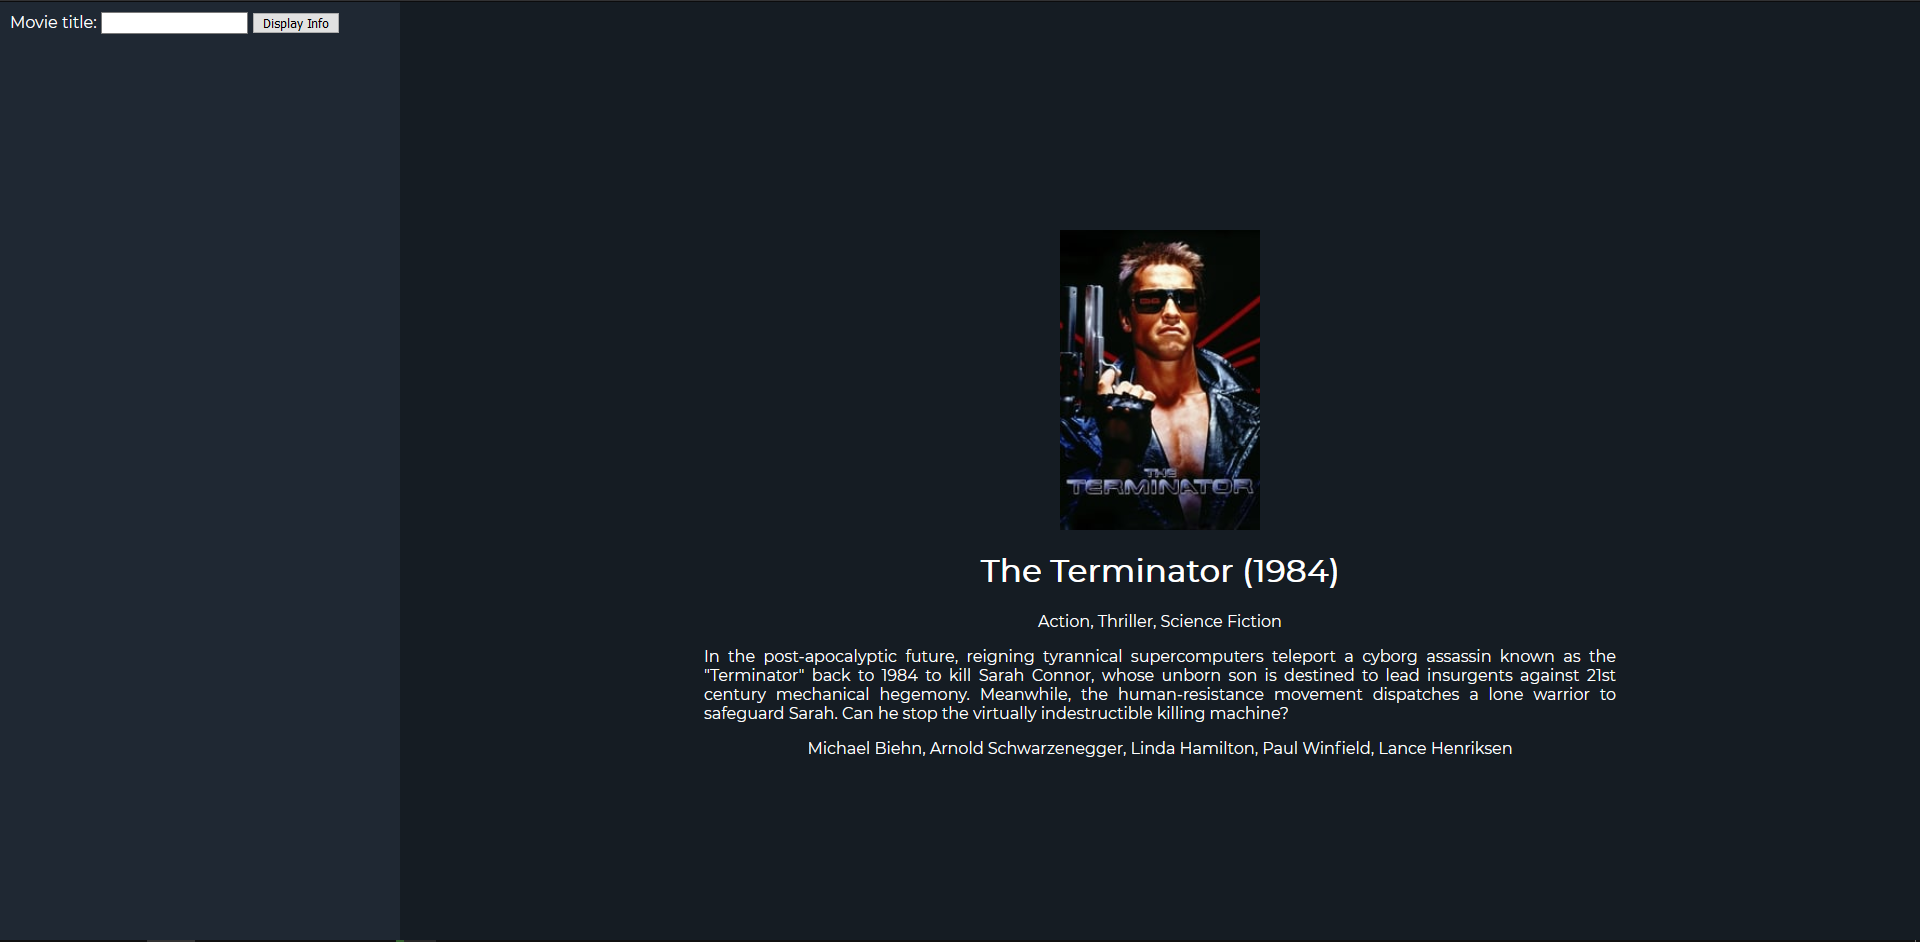 Movie title: Display Info
THE
TERMINATOR
The Terminator (1984)
Action, Thriller, Science Fiction
In the post-apocalyptic future, reigning tyrannical supercomputers teleport a cyborg assassin known as the
"Terminator" back to 1984 to kill Sarah Connor, whose unborn son is destined to lead insurgents against 21st
century mechanical hegemony. Meanwhile, the human-resistance movement dispatches a lone warrior to
safeguard Sarah. Can he stop the virtually indestructible killing machine?
Michael Biehn, Arnold Schwarzenegger, Linda Hamilton, Paul Winfield, Lance Henriksen